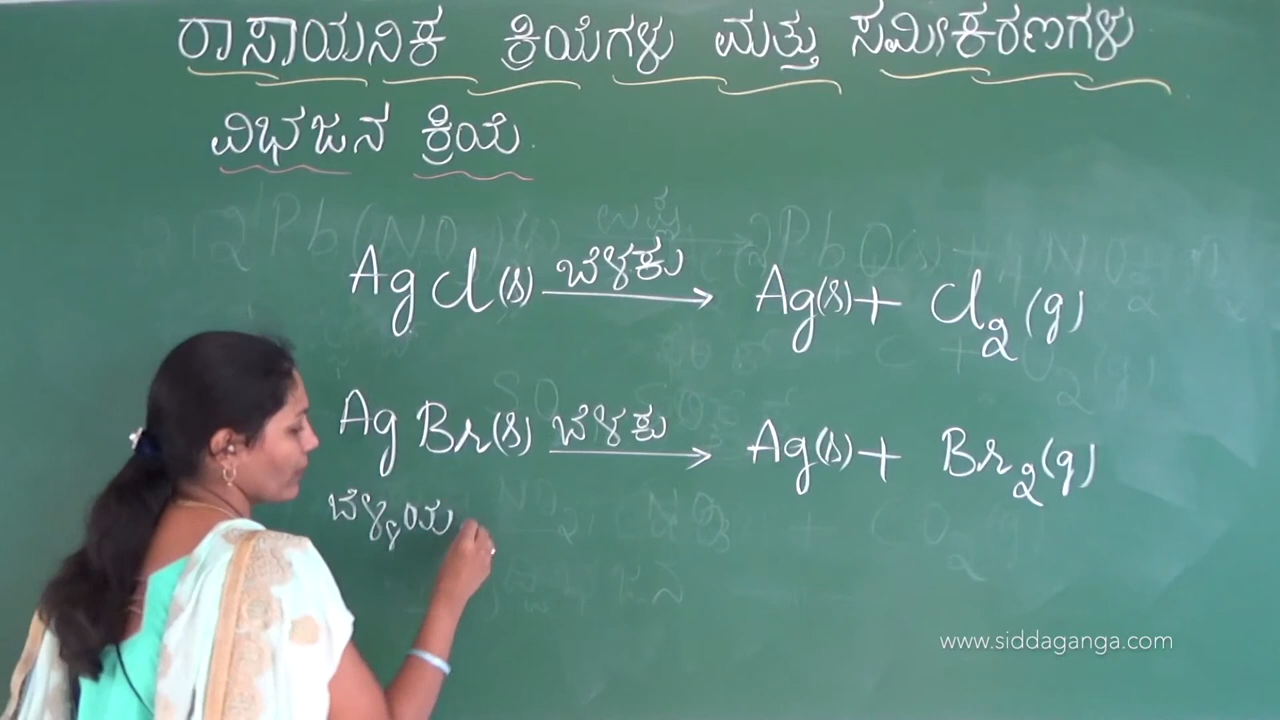 ರಾಸಾಯನಿಕ ಕ್ರಿಯೆಗಳು ಮತ್ತು ಸಮೀಕರಣಗಳು
ವಿಭಜನ ಕ್ರಿಯೆ.
AgCl(s) ಬೆಳಕು → Ag(s) + Cl₂(g)
AgBr(s) ಬೆಳಕು → Ag(s) + Br₂(g)
ಬೆಳ್ಳಿಯ
www.siddaganga.com